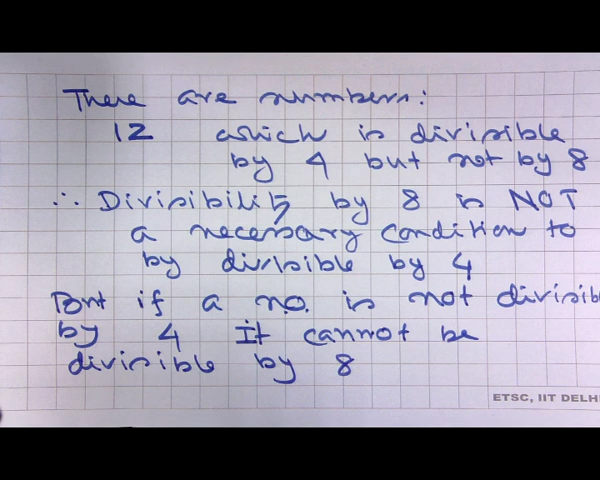 There are numbers:
12 which is divisible
by 4 but not by 8
∴ Divisibility by 8 is NOT
a necessary condition to
by divisible by 4
But if a no. is not divisib
by 4 It cannot be
divisible by 8
ETSC, IIT DELHI